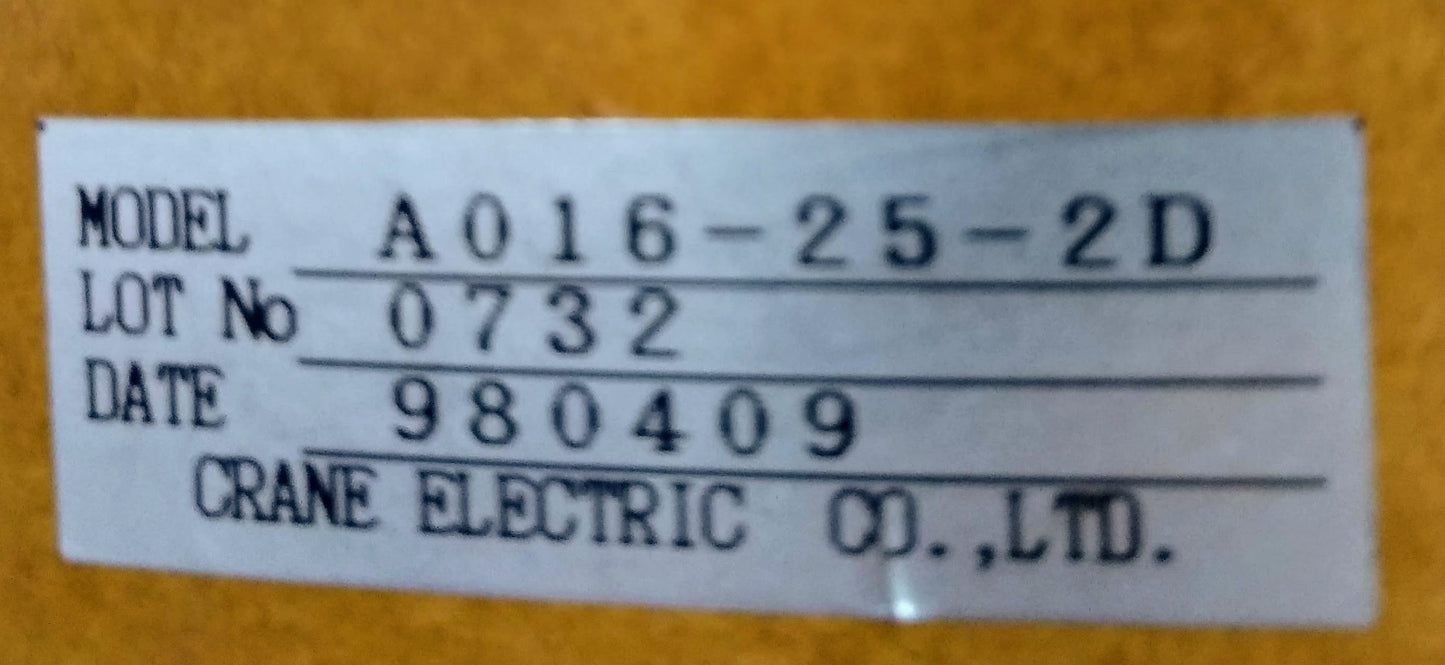 MODEL A016-25-2D
LOT No 0732
DATE 980409
CRANE ELECTRIC CO.,LTD.